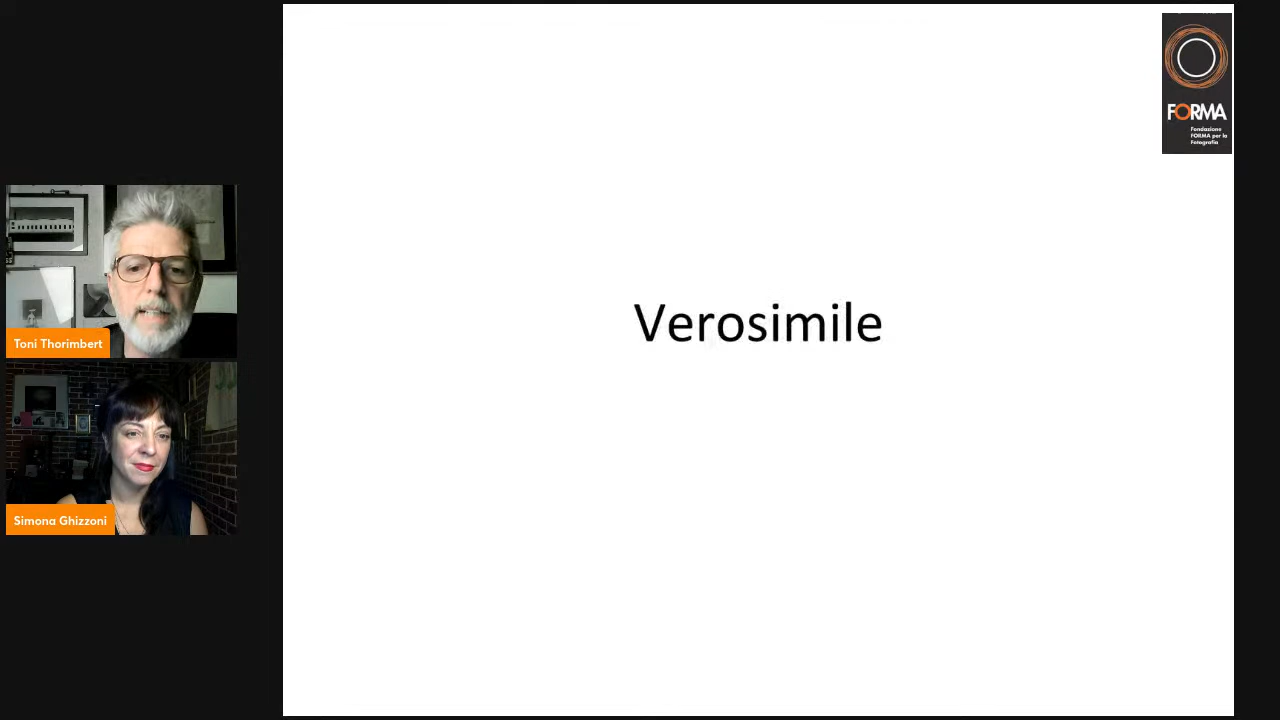 FORMA
Fondazione
FORMA per la
Fotografia
Verosimile
Toni Thorimbert
Simona Ghizzoni